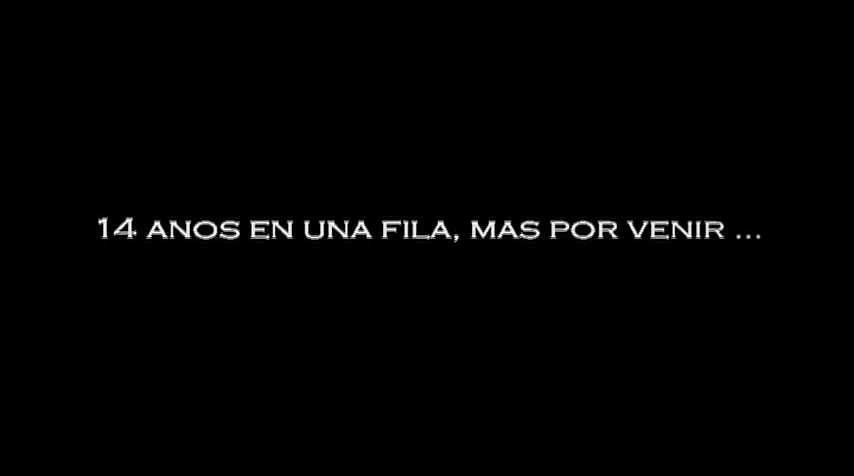 14 ANOS EN UNA FILA, MAS POR VENIR ...